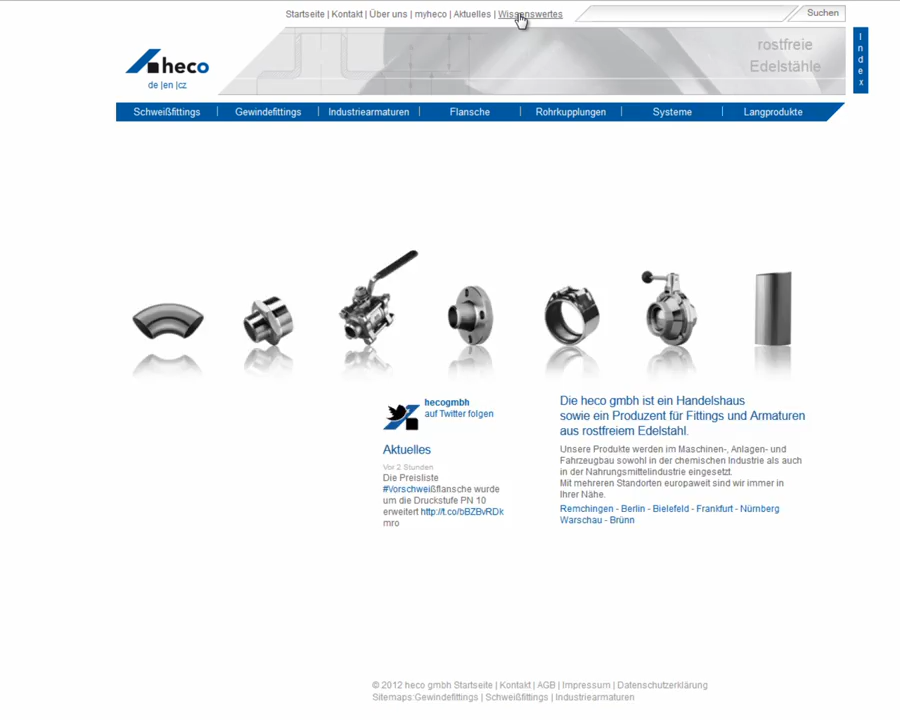 Startseite | Kontakt | Über uns | myheco | Aktuelles | Wissenswertes
Suchen
rostfreie
Edelstähle
Index
heco
de |en |cz
Schweißfittings | Gewindefittings | Industriearmaturen | Flansche | Rohrkupplungen | Systeme | Langprodukte
hecogmbh
auf Twitter folgen
Aktuelles
Vor 2 Stunden
Die Preisliste
#Vorschweißflansche wurde
um die Druckstufe PN 10
erweitert http://t.co/bBZBvRDk
mro
Die heco gmbh ist ein Handelshaus
sowie ein Produzent für Fittings und Armaturen
aus rostfreiem Edelstahl.
Unsere Produkte werden im Maschinen-, Anlagen- und
Fahrzeugbau sowohl in der chemischen Industrie als auch
in der Nahrungsmittelindustrie eingesetzt.
Mit mehreren Standorten europaweit sind wir immer in
Ihrer Nähe.
Remchingen - Berlin - Bielefeld - Frankfurt - Nürnberg
Warschau - Brünn
© 2012 heco gmbh Startseite | Kontakt | AGB | Impressum | Datenschutzerklärung
Sitemaps:Gewindefittings | Schweißfittings | Industriearmaturen